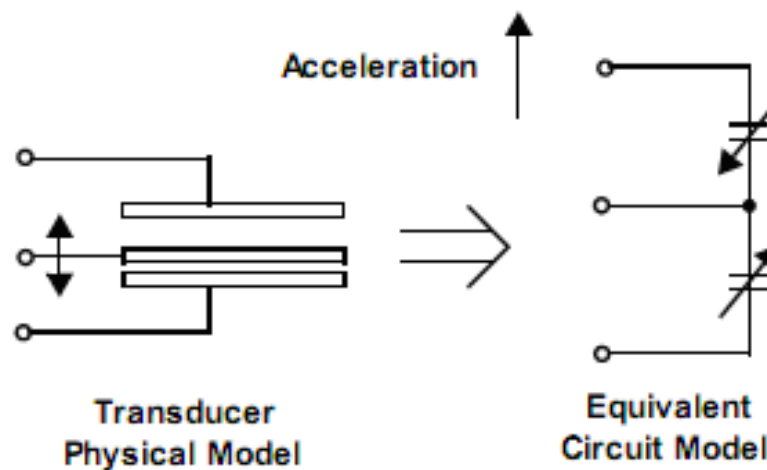 Acceleration
Transducer
Physical Model
Equivalent
Circuit Model